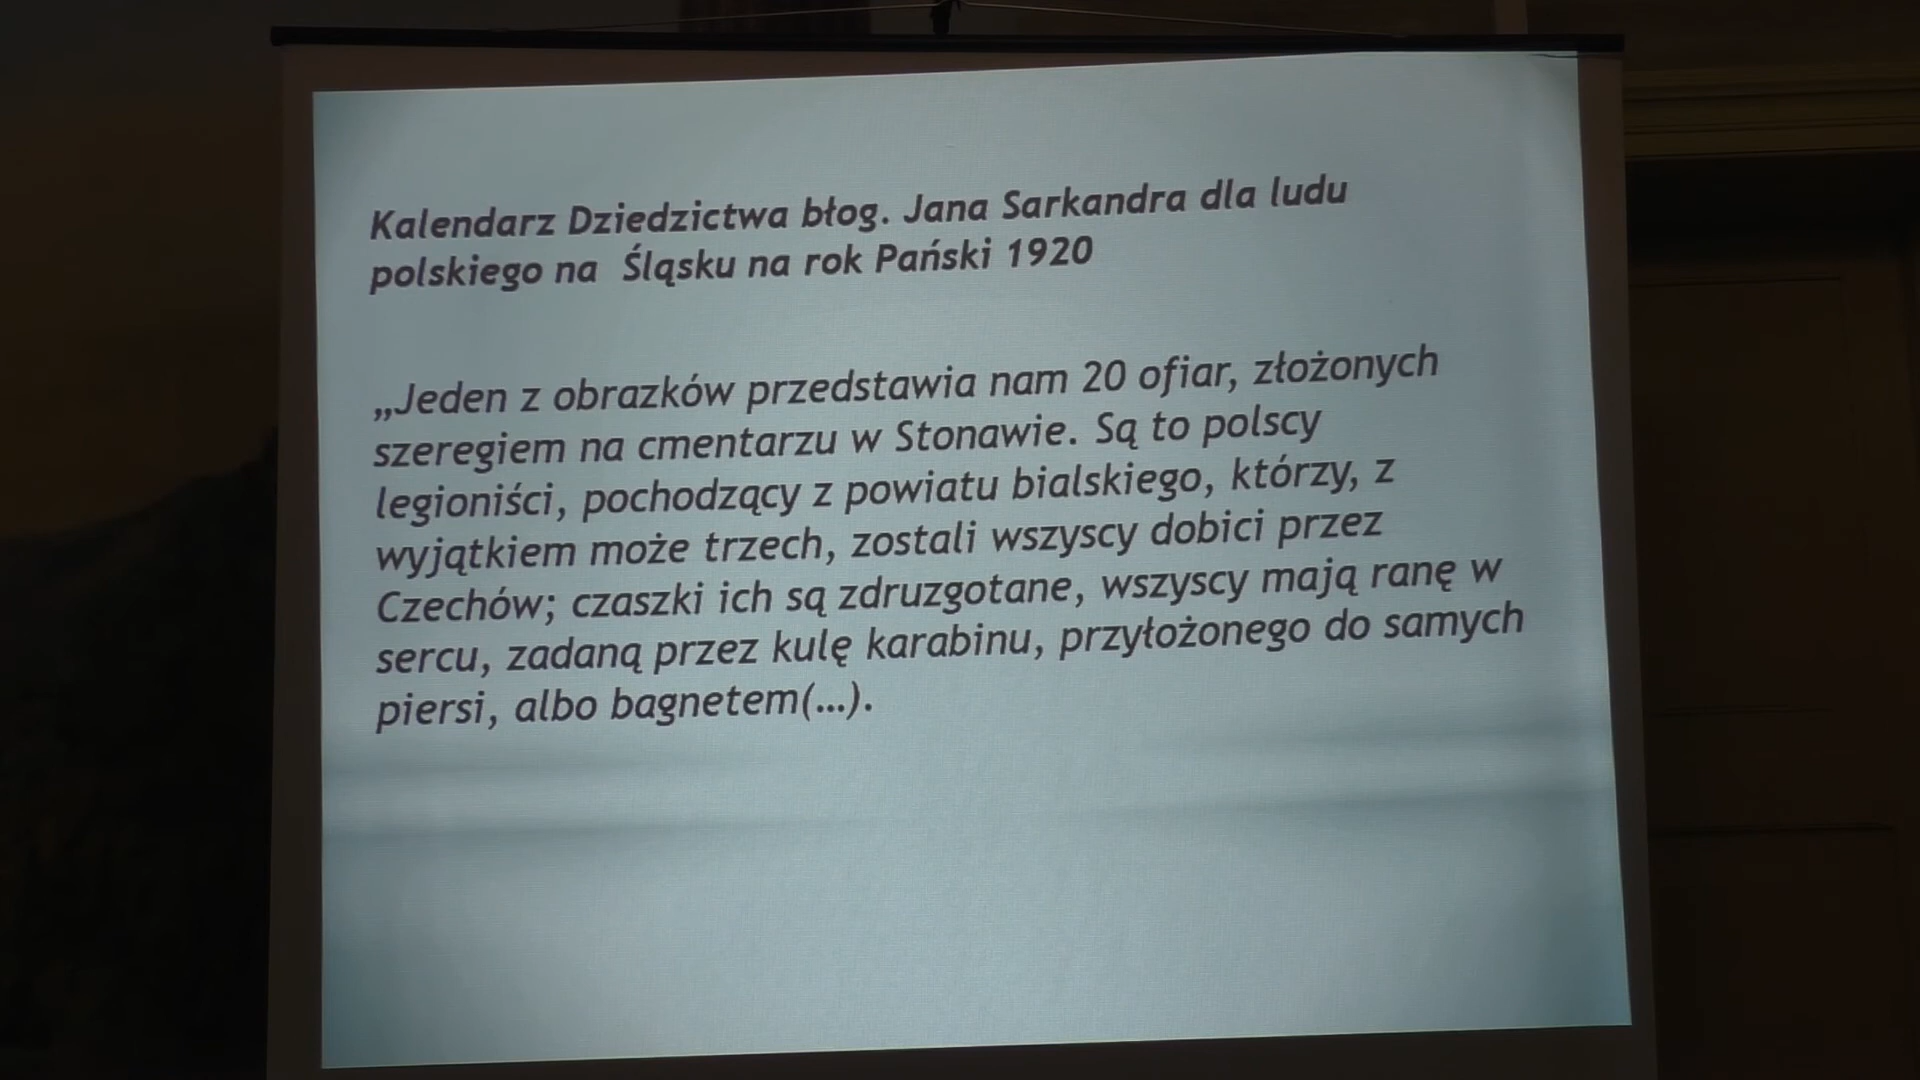 Kalendarz Dziedzictwa błog. Jana Sarkandra dla ludu
polskiego na Śląsku na rok Pański 1920
„Jeden z obrazków przedstawia nam 20 ofiar, złożonych
szeregiem na cmentarzu w Stonawie. Są to polscy
legioniści, pochodzący z powiatu bialskiego, którzy, z
wyjątkiem może trzech, zostali wszyscy dobici przez
Czechów; czaszki ich są zdruzgotane, wszyscy mają ranę w
sercu, zadaną przez kulę karabinu, przyłożonego do samych
piersi, albo bagnetem(...).